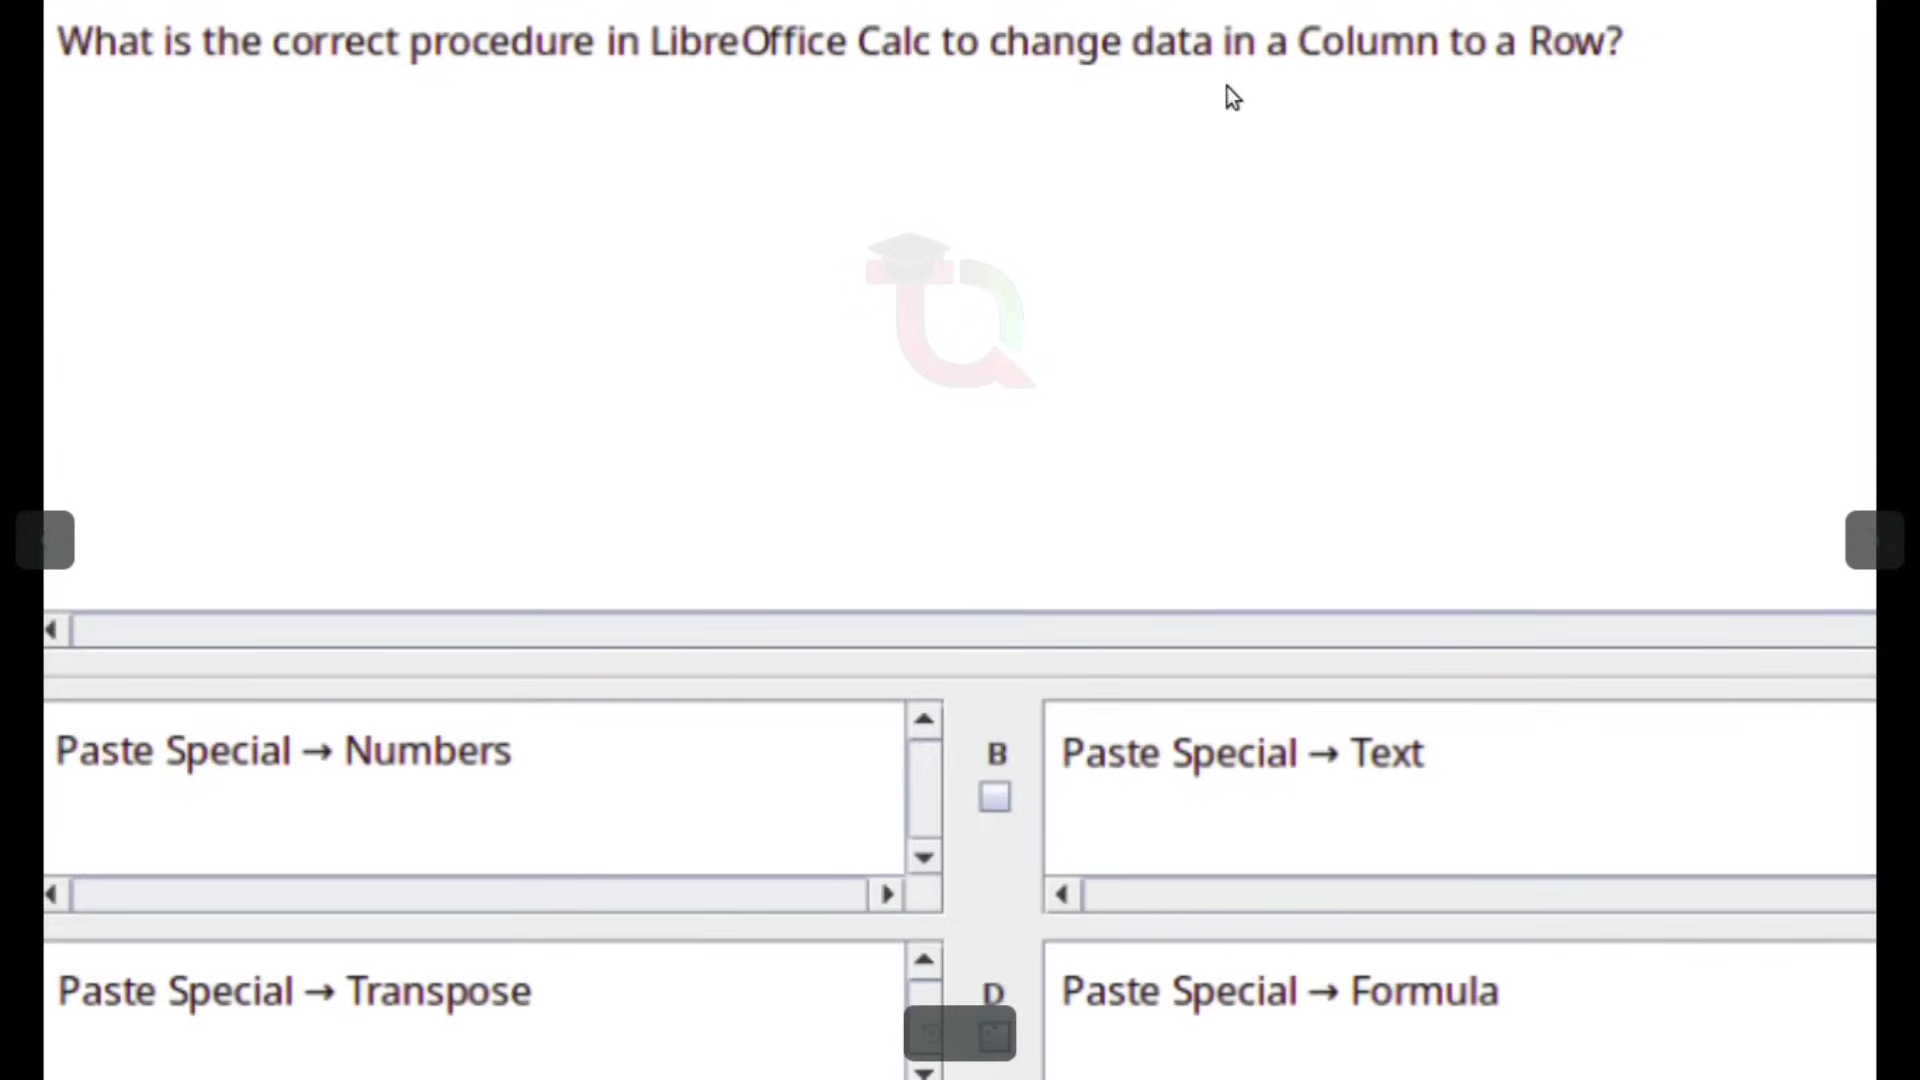 What is the correct procedure in LibreOffice Calc to change data in a Column to a Row?
Paste Special → Numbers
B
Paste Special → Text
Paste Special → Transpose
D
Paste Special → Formula